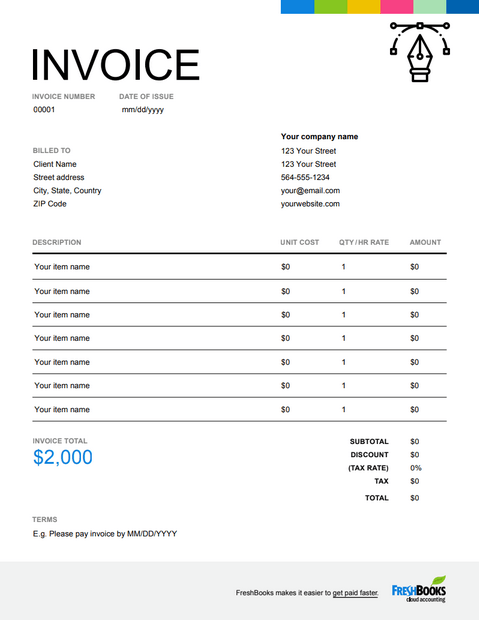 INVOICE
INVOICE NUMBER DATE OF ISSUE
00001 mm/dd/yyyy
Your company name
123 Your Street
123 Your Street
564-555-1234
your@email.com
yourwebsite.com
BILLED TO
Client Name
Street address
City, State, Country
ZIP Code
DESCRIPTION UNIT COST QTY/HR RATE AMOUNT
Your item name $0 1 $0
Your item name $0 1 $0
Your item name $0 1 $0
Your item name $0 1 $0
Your item name $0 1 $0
Your item name $0 1 $0
Your item name $0 1 $0
INVOICE TOTAL
$2,000
SUBTOTAL $0
DISCOUNT $0
(TAX RATE) 0%
TAX $0
TOTAL $0
TERMS
E.g. Please pay invoice by MM/DD/YYYY
FreshBooks makes it easier to get paid faster.
FRESHBOOKS
cloud accounting